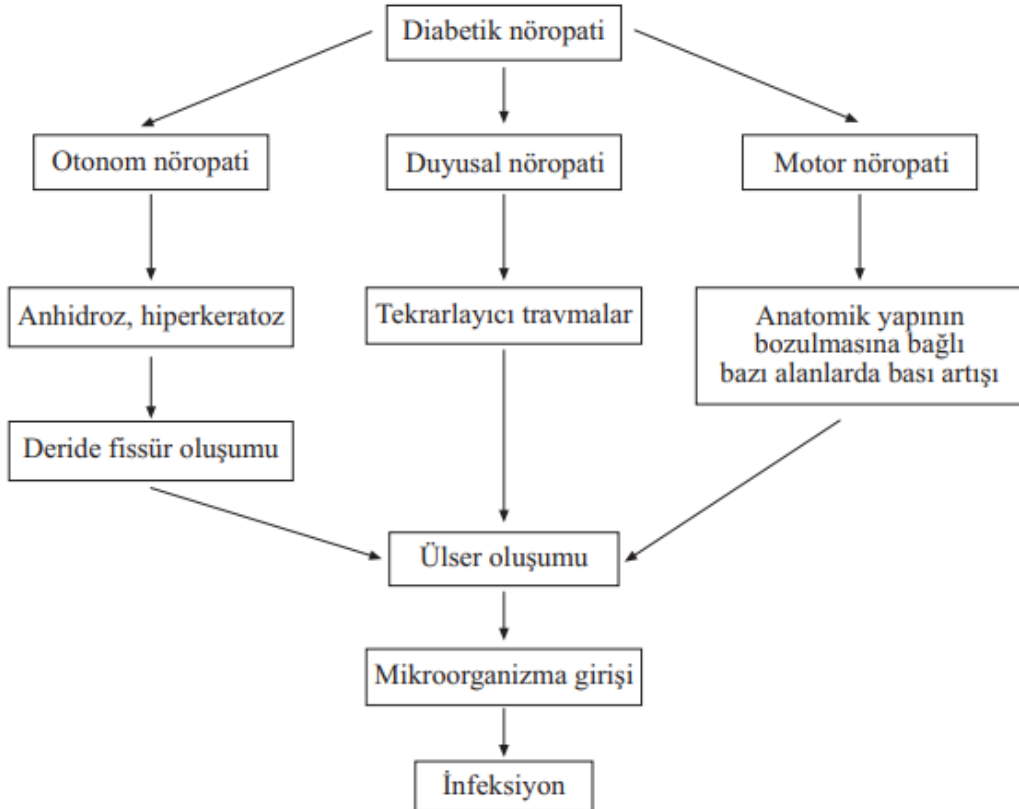 Diabetik nöropati
Otonom nöropati
Duyusal nöropati
Motor nöropati
Anhidroz, hiperkeratoz
Tekrarlayıcı travmalar
Anatomik yapının
bozulmasına bağlı
bazı alanlarda bası artışı
Deride fissür oluşumu
Ülser oluşumu
Mikroorganizma girişi
İnfeksiyon